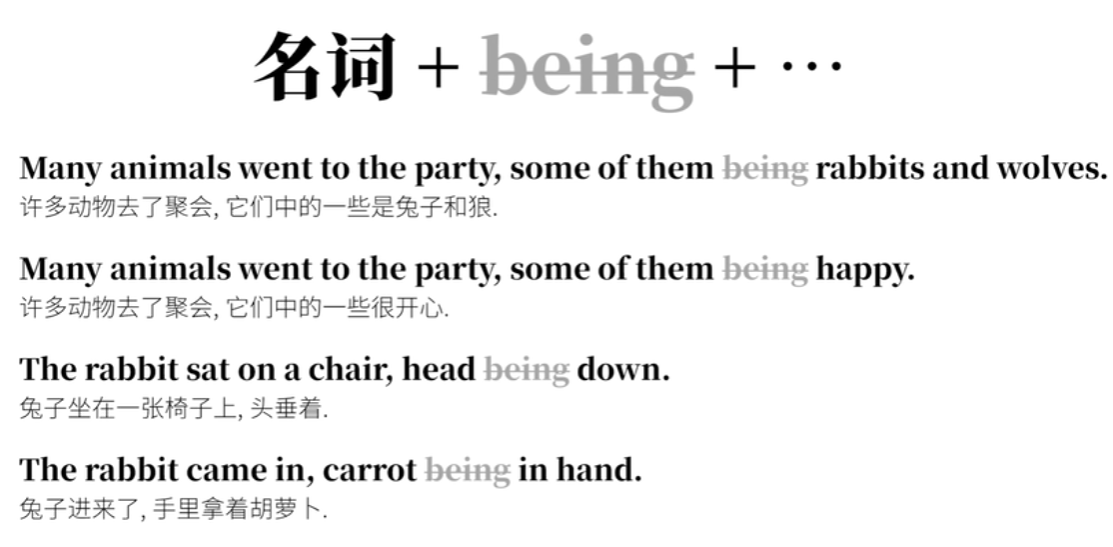 名词 + being + ···
Many animals went to the party, some of them being rabbits and wolves.
许多动物去了聚会, 它们中的一些是兔子和狼.
Many animals went to the party, some of them being happy.
许多动物去了聚会, 它们中的一些很开心.
The rabbit sat on a chair, head being down.
兔子坐在一张椅子上, 头垂着.
The rabbit came in, carrot being in hand.
兔子进来了, 手里拿着胡萝卜.